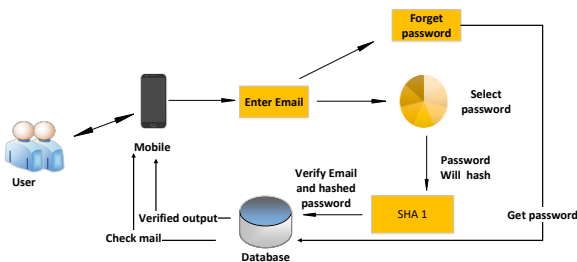 Forget
password
Enter Email
Select
password
Mobile
User
Password
Will hash
Verify Email
and hashed
password
SHA 1
Get password
Verified output
Check mail
Database